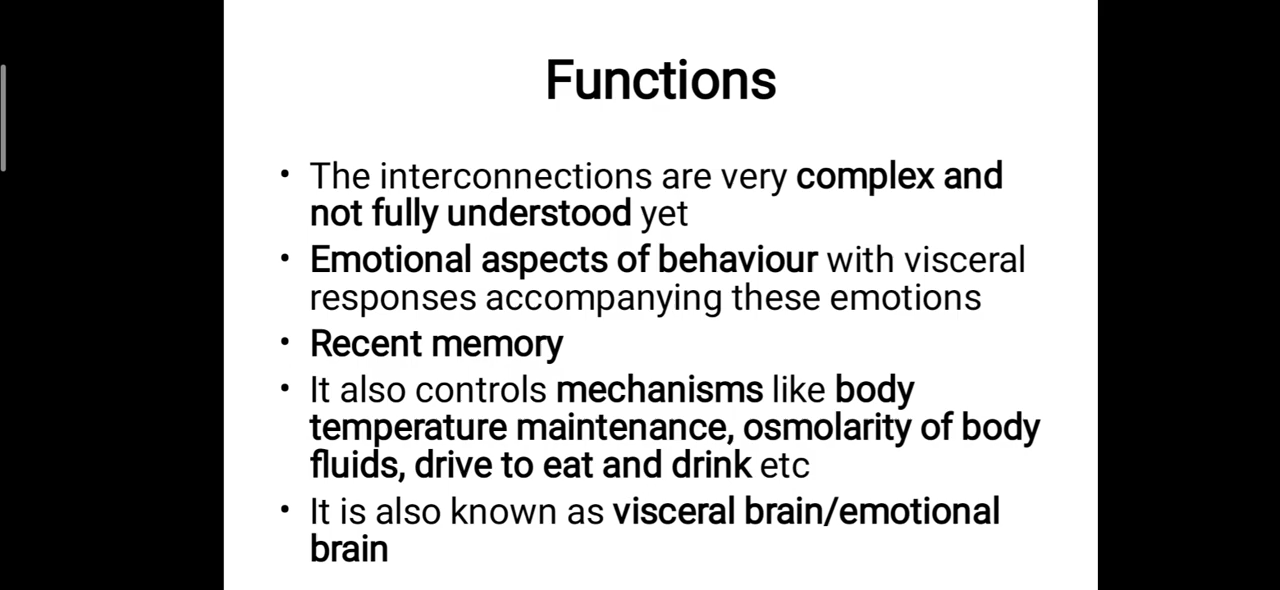 Functions
• The interconnections are very complex and
not fully understood yet
• Emotional aspects of behaviour with visceral
responses accompanying these emotions
• Recent memory
• It also controls mechanisms like body
temperature maintenance, osmolarity of body
fluids, drive to eat and drink etc
• It is also known as visceral brain/emotional
brain